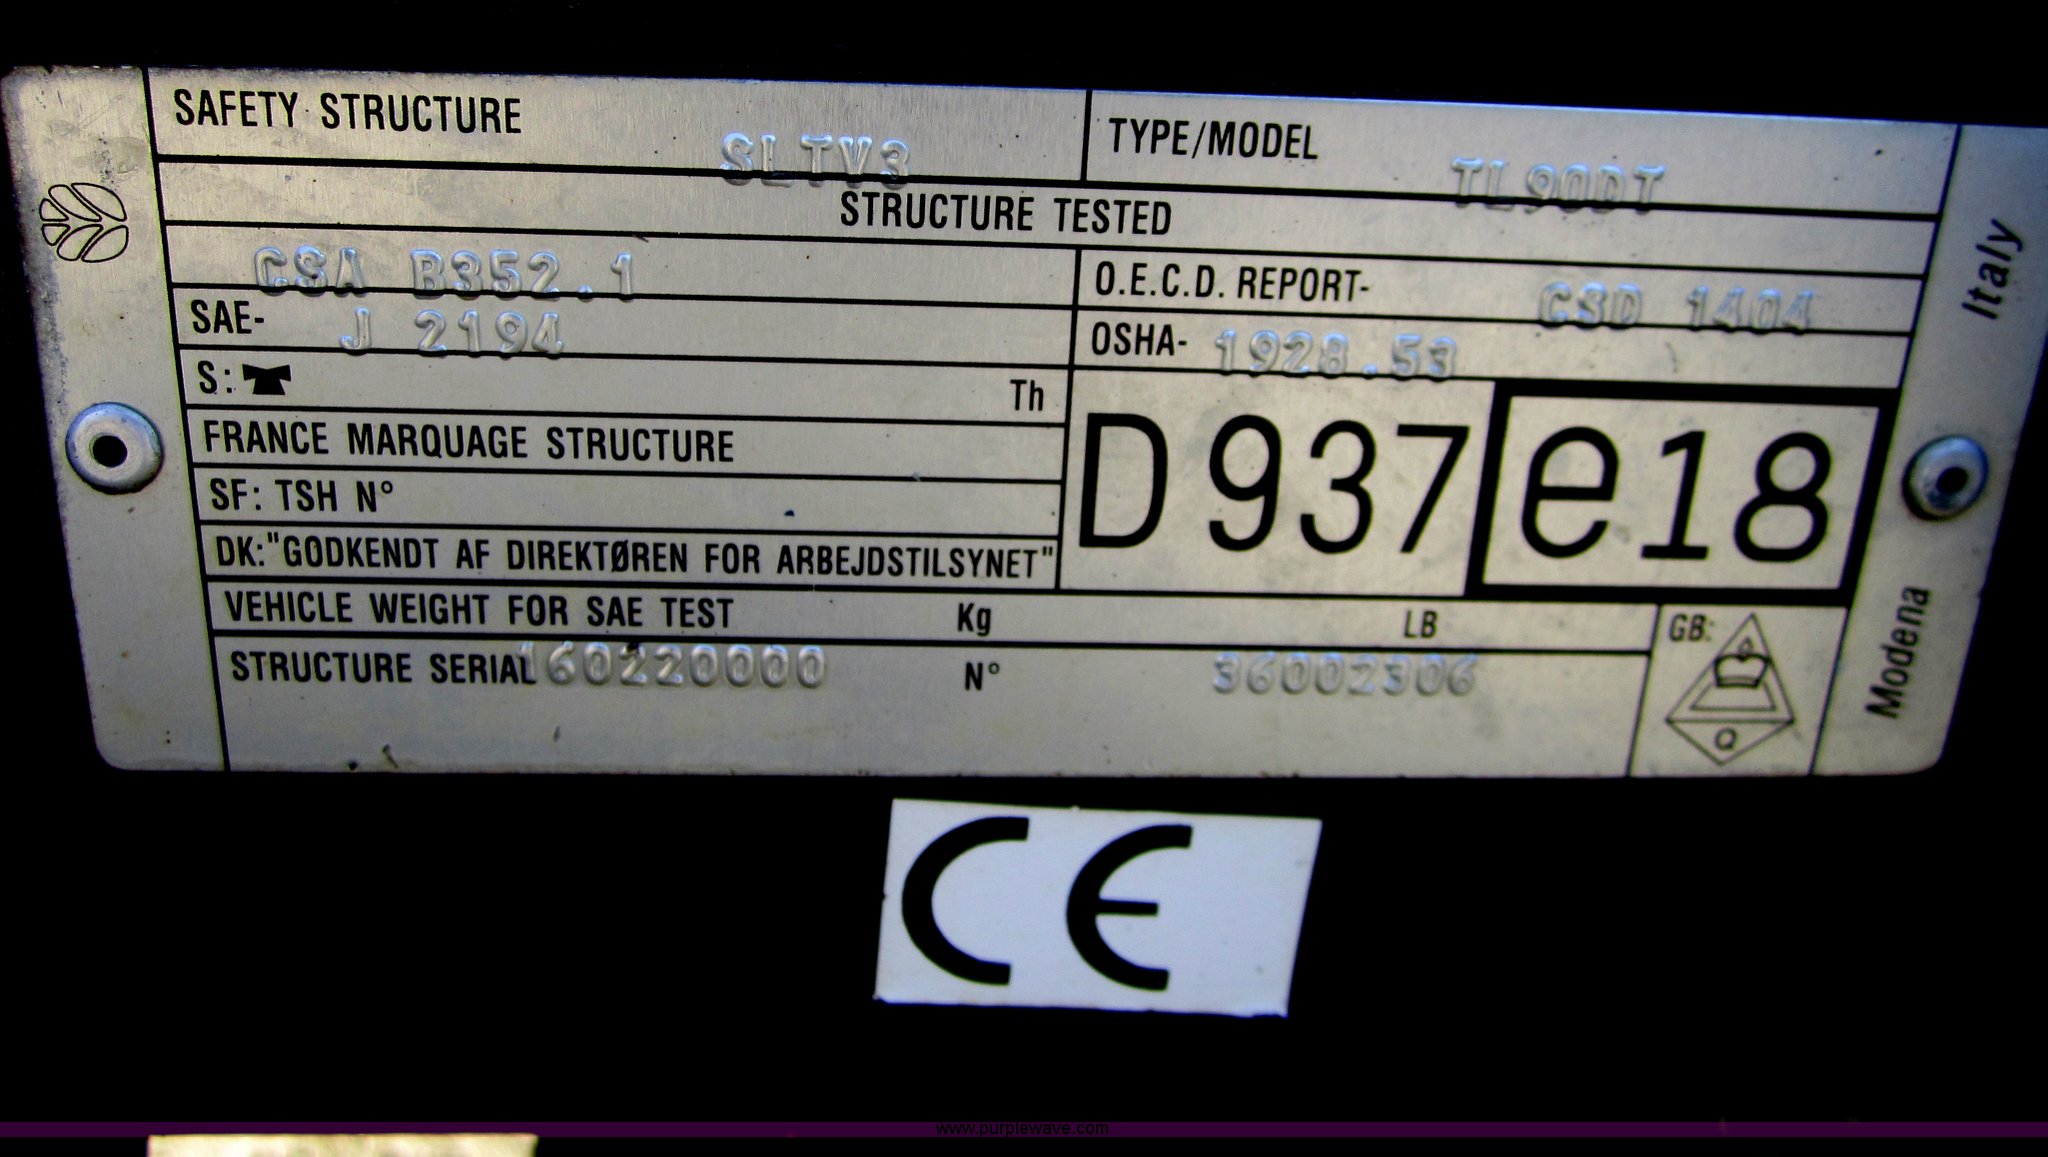 SAFETY STRUCTURE SLTV3 TYPE/MODEL TL90DT
STRUCTURE TESTED
CSA B352.1 O.E.C.D. REPORT- CSD 1404
SAE- J 2194 OSHA- 1928.53
S: Th
FRANCE MARQUAGE STRUCTURE
D937 e18
SF: TSH N°
DK:"GODKENDT AF DIREKTØREN FOR ARBEJDSTILSYNET"
VEHICLE WEIGHT FOR SAE TEST Kg LB
GB:
STRUCTURE SERIAL 160220000 N° 36002306
Q
Modena Italy
CE
www.purplewave.com